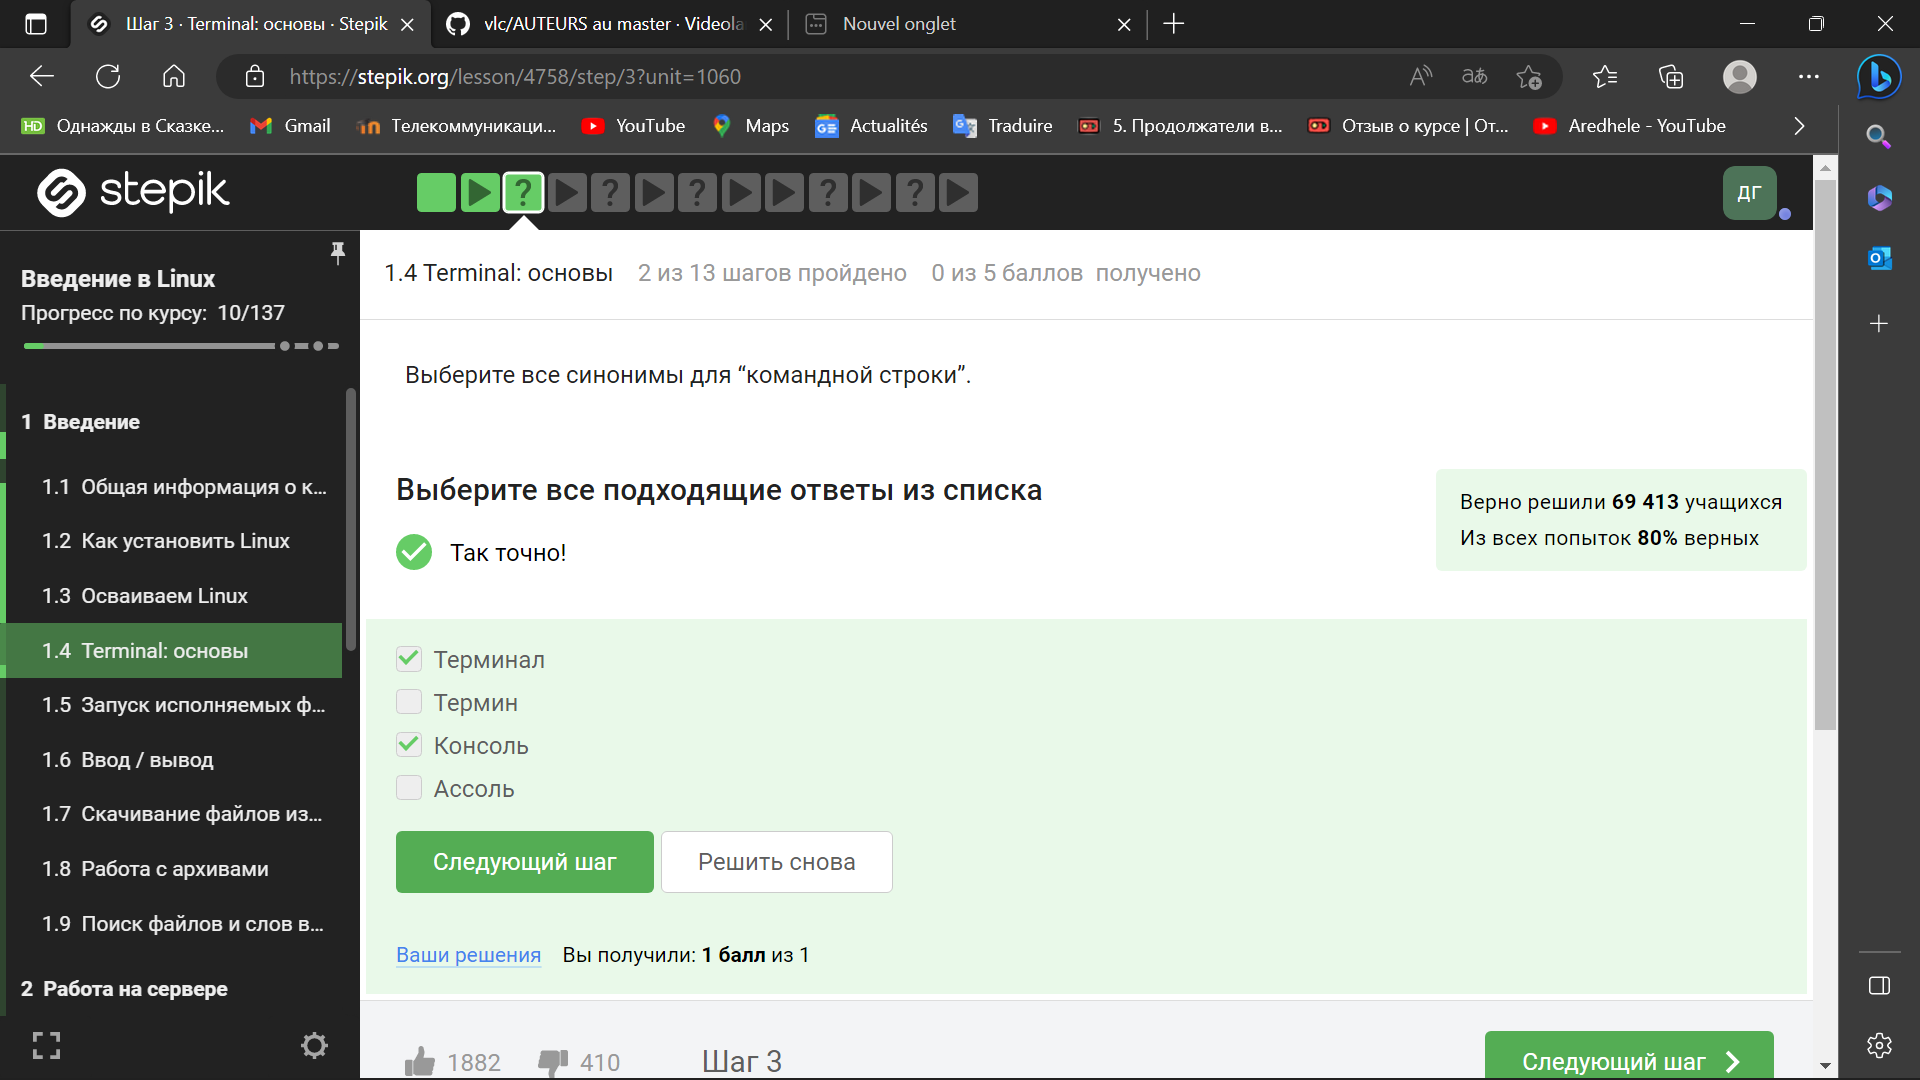 Шаг 3 · Terminal: основы · Stepik
vlc/AUTEURS au master · Videola
Nouvel onglet
https://stepik.org/lesson/4758/step/3?unit=1060
Однажды в Сказке...
Gmail
Телекоммуникаци...
YouTube
Maps
Actualités
Traduire
5. Продолжатели в...
Отзыв о курсе | От...
Aredhele - YouTube
stepik
ДГ
Введение в Linux
Прогресс по курсу: 10/137
1 Введение
1.1 Общая информация о к...
1.2 Как установить Linux
1.3 Осваиваем Linux
1.4 Terminal: основы
1.5 Запуск исполняемых ф...
1.6 Ввод / вывод
1.7 Скачивание файлов из...
1.8 Работа с архивами
1.9 Поиск файлов и слов в...
2 Работа на сервере
1.4 Terminal: основы 2 из 13 шагов пройдено 0 из 5 баллов получено
Выберите все синонимы для “командной строки”.
Выберите все подходящие ответы из списка
Так точно!
Верно решили 69 413 учащихся
Из всех попыток 80% верных
Терминал
Термин
Консоль
Ассоль
Следующий шаг
Решить снова
Ваши решения Вы получили: 1 балл из 1
1882
410
Шаг 3
Следующий шаг